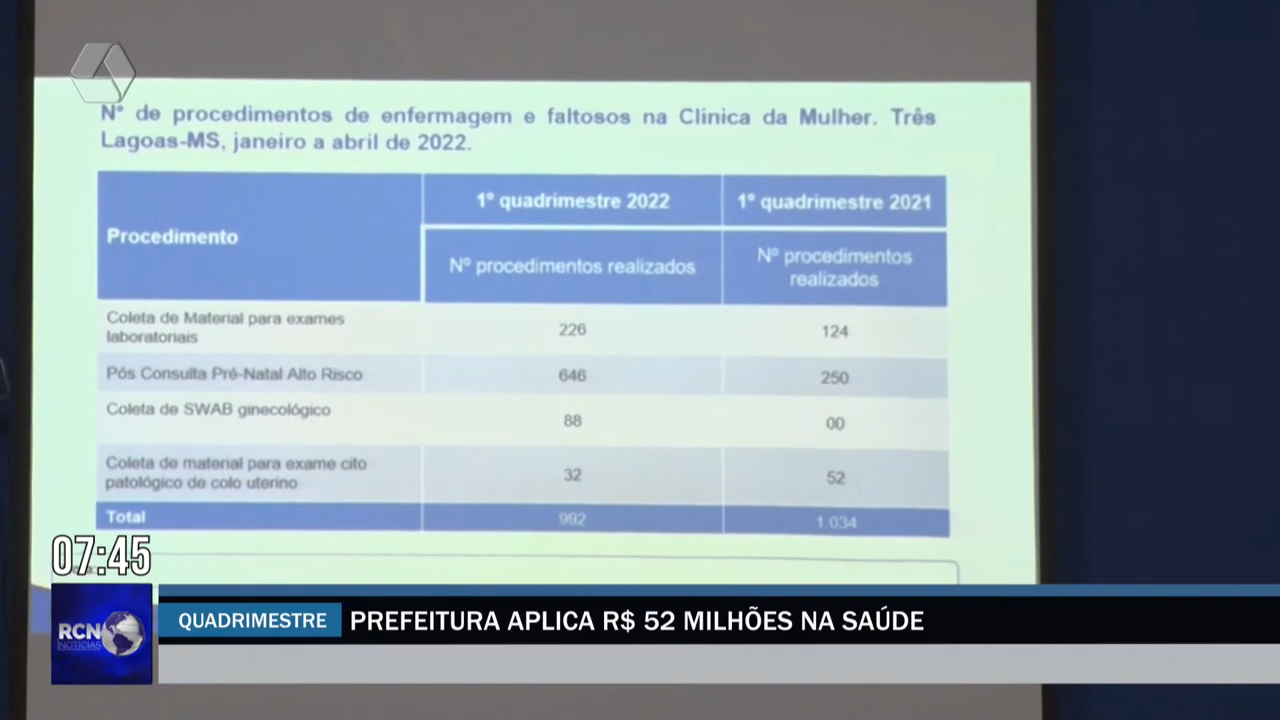 Nº de procedimentos de enfermagem e faltosos na Clinica da Mulher. Três
Lagoas-MS, janeiro a abril de 2022.
Procedimento
1º quadrimestre 2022
1º quadrimestre 2021
Nº procedimentos realizados
Nº procedimentos
realizados
Coleta de Material para exames
laboratoriais
226
124
Pós Consulta Pré-Natal Alto Risco
646
250
Coleta de SWAB ginecológico
88
00
Coleta de material para exame cito
patológico de colo uterino
32
52
Total
992
1.034
07:45
RCN
NOTÍCIAS
QUADRIMESTRE
PREFEITURA APLICA R$ 52 MILHÕES NA SAÚDE